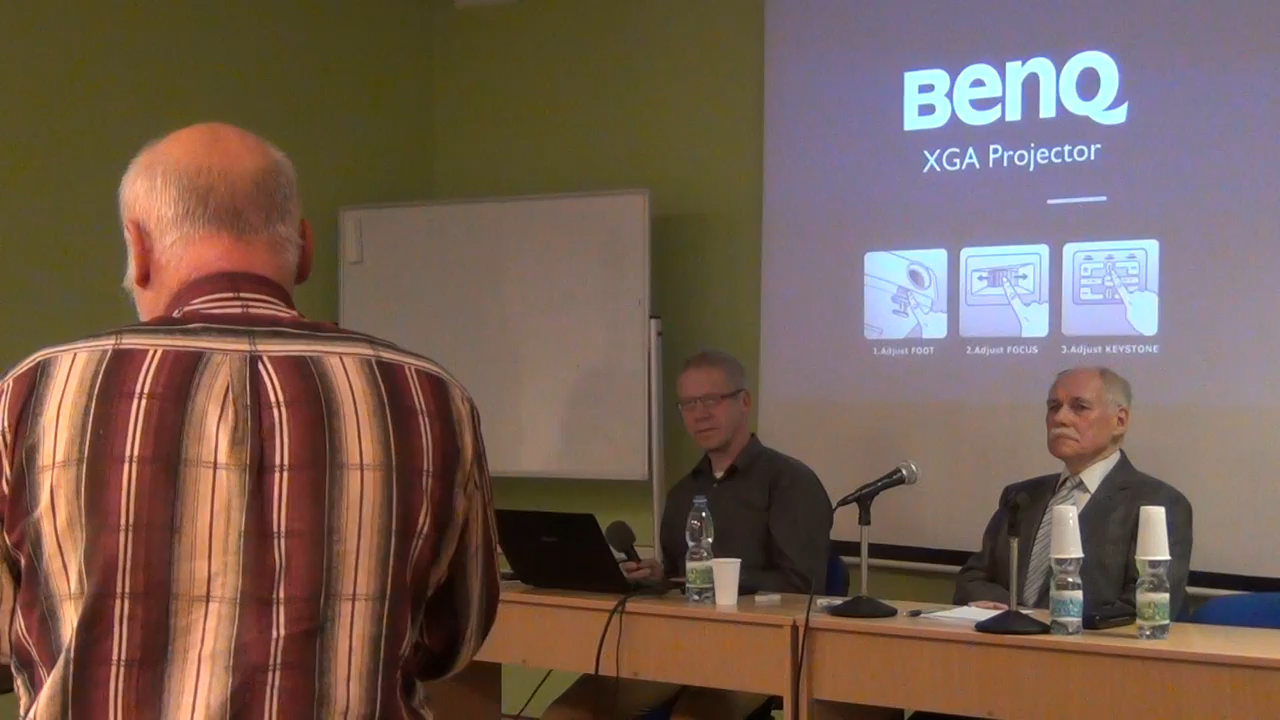 BenQ
XGA Projector
1.Adjust FOOT
2.Adjust FOCUS
3.Adjust KEYSTONE